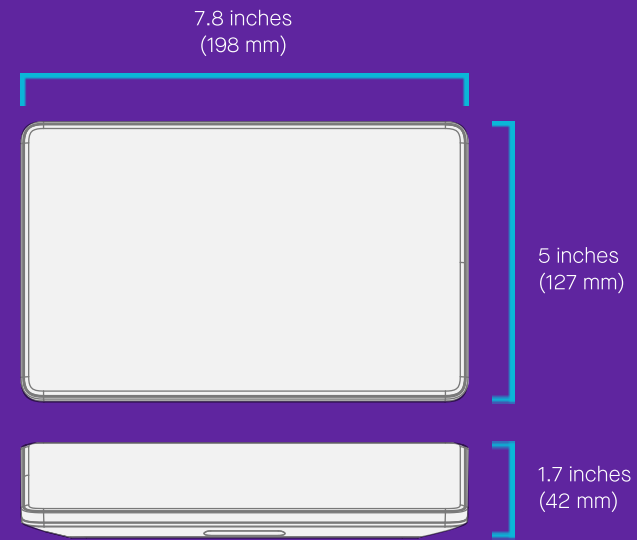 7.8 inches
(198 mm)
5 inches
(127 mm)
1.7 inches
(42 mm)